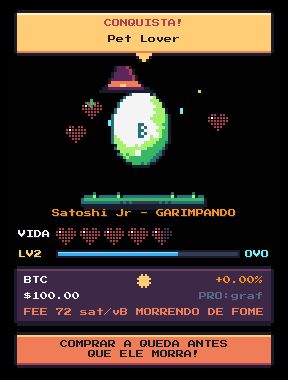 CONQUISTA!
Pet Lover
B
Satoshi Jr - GARIMPANDO
VIDA
LV2 OVO
BTC +0.00%
$100.00 PRO:graf
FEE 72 sat/vB MORRENDO DE FOME
COMPRAR A QUEDA ANTES
QUE ELE MORRA!